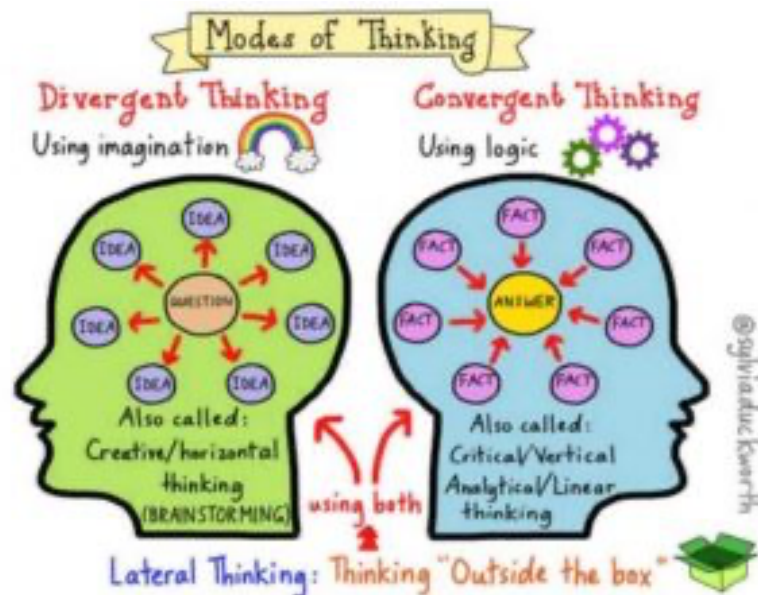 Modes of Thinking
Divergent Thinking
Using imagination
IDEA
IDEA
IDEA
IDEA
IDEA
IDEA
IDEA
QUESTION
Also called:
Creative/horizontal
thinking
(BRAINSTORMING)
Convergent Thinking
Using logic
FACT
FACT
FACT
FACT
FACT
FACT
FACT
ANSWER
Also called:
Critical/Vertical
Analytical/Linear
thinking
using both
Lateral Thinking: Thinking "Outside the box"
@sylviaduckworth